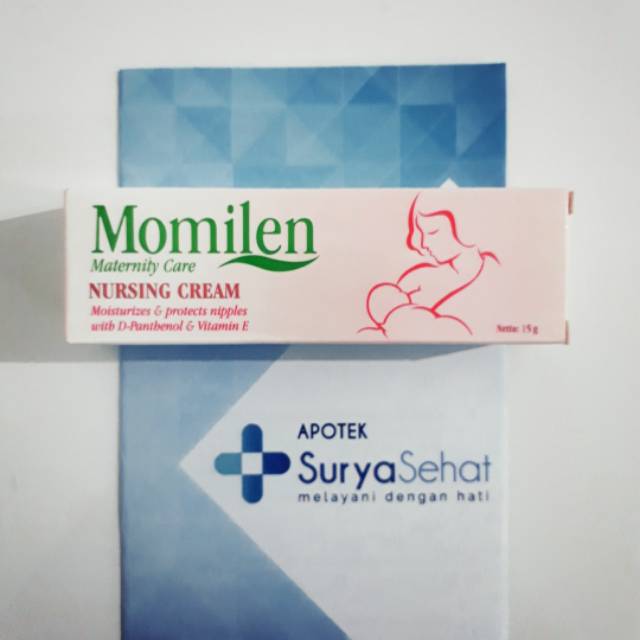 Momilen
Maternity Care
NURSING CREAM
Moisturizes & protects nipples
with D-Panthenol & Vitamin E
Netto: 15 g
APOTEK
SuryaSehat
melayani dengan hati